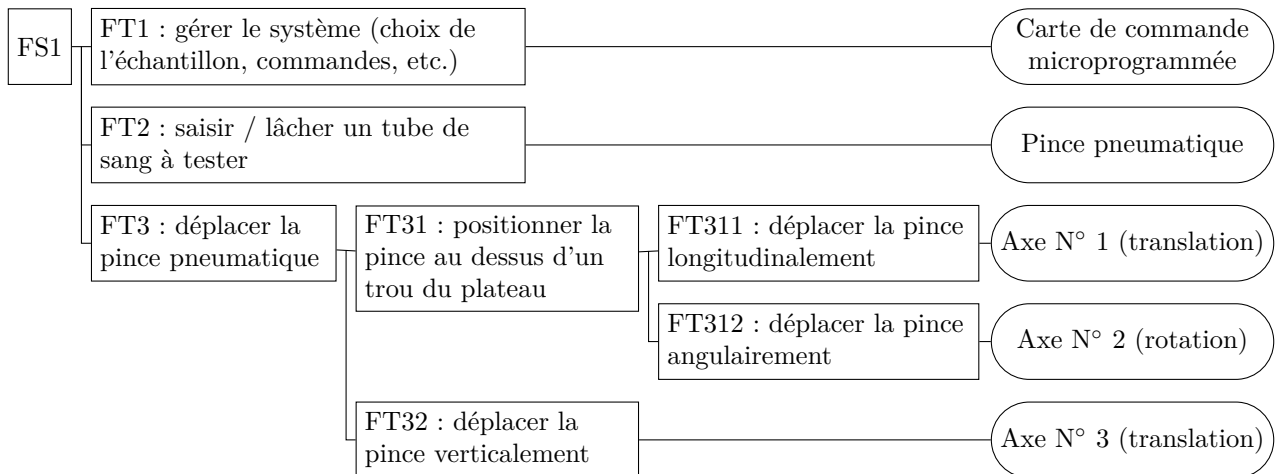 FS1
FT1 : gérer le système (choix de
l'échantillon, commandes, etc.)
Carte de commande
microprogrammée
FT2 : saisir / lâcher un tube de
sang à tester
Pince pneumatique
FT3 : déplacer la
pince pneumatique
FT31 : positionner la
pince au dessus d'un
trou du plateau
FT311 : déplacer la pince
longitudinalement
Axe N° 1 (translation)
FT312 : déplacer la pince
angulairement
Axe N° 2 (rotation)
FT32 : déplacer la
pince verticalement
Axe N° 3 (translation)